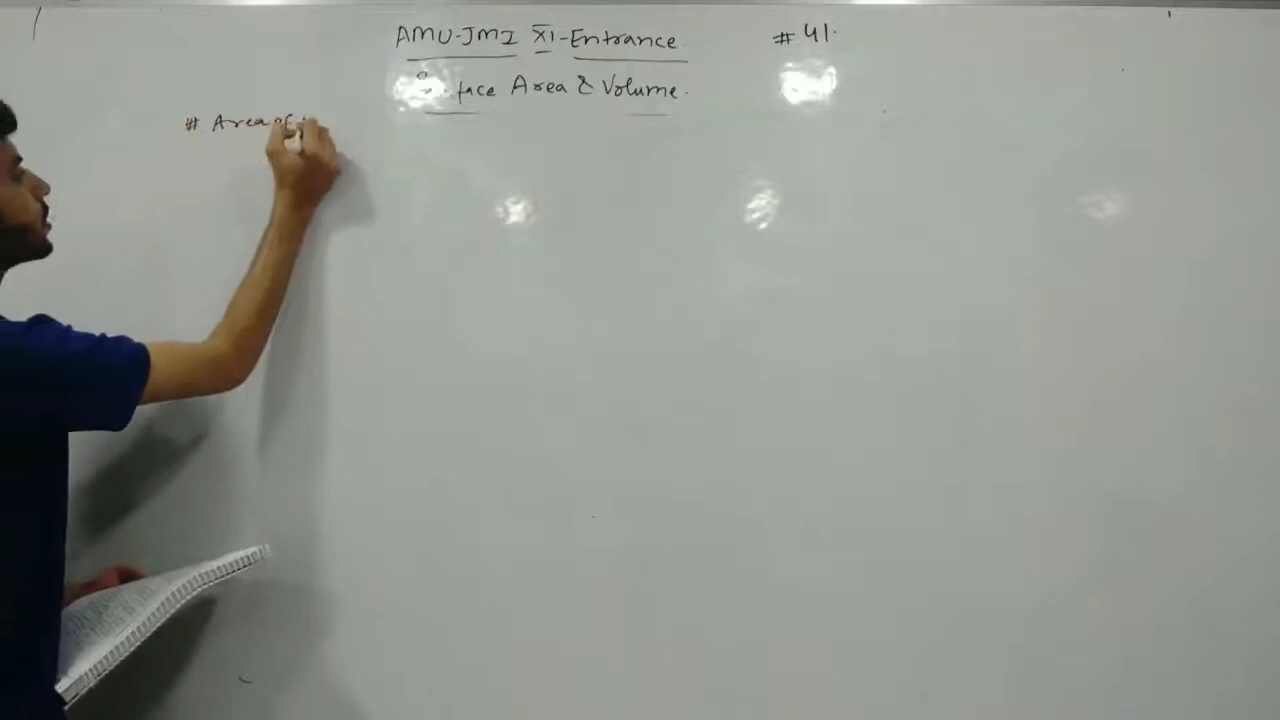 AMU-JMI XI-Entrance # 41.
face Area & Volume.
# Area of